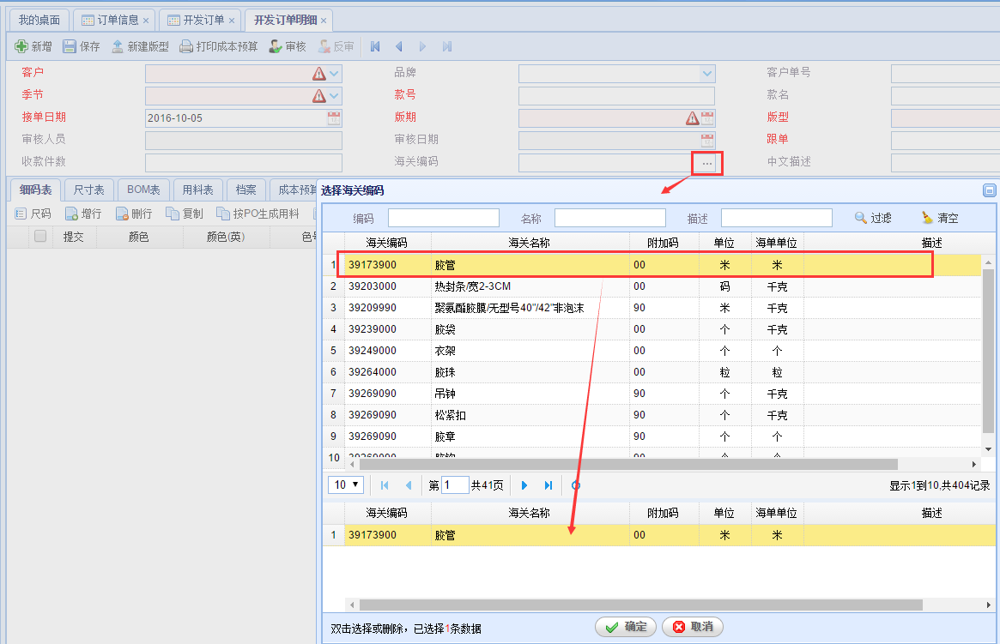 我的桌面 订单信息 × 开发订单 × 开发订单明细 ×
新增 保存 新建版型 打印成本预算 审核 反审
客户 品牌 客户单号
季节 款号 款名
接单日期 2016-10-05 版期 版型
审核人员 审核日期 跟单
收款件数 海关编码 ... 中文描述
细码表 尺寸表 BOM表 用料表 档案 成本预算 选择海关编码
尺码 增行 删行 复制 按PO生成用料 编码 名称 描述 过滤 清空
提交 颜色 颜色(英) 色号
海关编码 海关名称 附加码 单位 海单单位 描述
1 39173900 胶管 00 米 米
2 39203000 热封条/宽2-3CM 00 码 千克
3 39209990 聚氨酯胶膜/无型号40"/42"非泡沫 90 米 千克
4 39239000 胶袋 00 个 千克
5 39249000 衣架 00 个 个
6 39264000 胶珠 00 粒 粒
7 39269090 吊钟 90 个 千克
8 39269090 松紧扣 90 个 千克
9 39269090 胶章 90 个 个
10 39269090 90 个 个
10 第 1 共41页 显示1到10,共404记录
海关编码 海关名称 附加码 单位 海单单位 描述
1 39173900 胶管 00 米 米
双击选择或删除，已选择1条数据 确定 取消